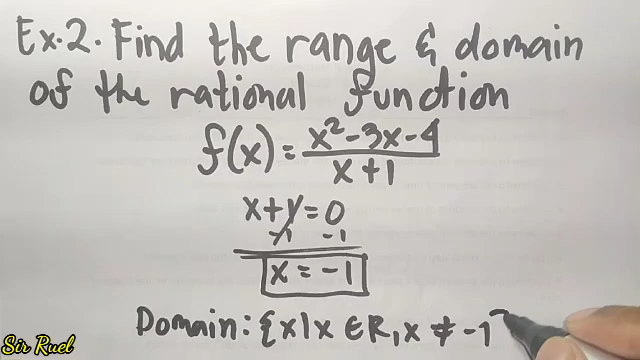 Ex.2. Find the range & domain
of the rational function
f(x) = x² - 3x - 4 / x + 1
x + 1 = 0
-1 -1
x = -1
Domain: {x | x ∈ R, x ≠ -1
Sir Ruel